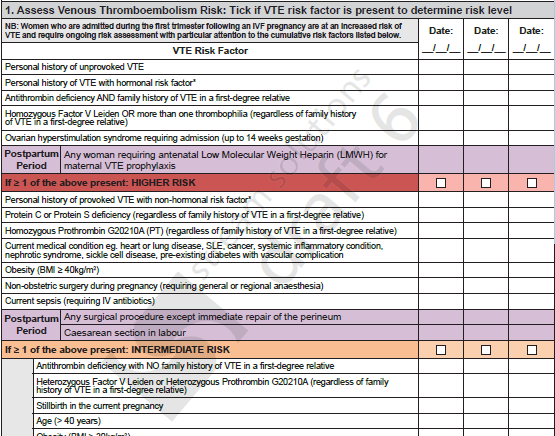 1. Assess Venous Thromboembolism Risk: Tick if VTE risk factor is present to determine risk level
NB: Women who are admitted during the first trimester following an IVF pregnancy are at an increased risk of
VTE and require ongoing risk assessment with particular attention to the cumulative risk factors listed below.
Date: Date: Date:
VTE Risk Factor
__/__/__ __/__/__ __/__/__
Personal history of unprovoked VTE
Personal history of VTE with hormonal risk factor*
Antithrombin deficiency AND family history of VTE in a first-degree relative
Homozygous Factor V Leiden OR more than one thrombophilia (regardless of family history
of VTE in a first-degree relative)
Ovarian hyperstimulation syndrome requiring admission (up to 14 weeks gestation)
Postpartum
Period
Any woman requiring antenatal Low Molecular Weight Heparin (LMWH) for
maternal VTE prophylaxis
If ≥ 1 of the above present: HIGHER RISK
Personal history of provoked VTE with non-hormonal risk factor*
Protein C or Protein S deficiency (regardless of family history of VTE in a first-degree relative)
Homozygous Prothrombin G20210A (PT) (regardless of family history of VTE in a first-degree relative)
Current medical condition eg. heart or lung disease, SLE, cancer, systemic inflammatory condition,
nephrotic syndrome, sickle cell disease, pre-existing diabetes with vascular complication
Obesity (BMI ≥ 40kg/m²)
Non-obstetric surgery during pregnancy (requiring general or regional anaesthesia)
Current sepsis (requiring IV antibiotics)
Postpartum
Period
Any surgical procedure except immediate repair of the perineum
Caesarean section in labour
If ≥ 1 of the above present: INTERMEDIATE RISK
Antithrombin deficiency with NO family history of VTE in a first-degree relative
Heterozygous Factor V Leiden or Heterozygous Prothrombin G20210A (regardless of family
history of VTE in a first-degree relative)
Stillbirth in the current pregnancy
Age (> 40 years)
solutions
draft 6